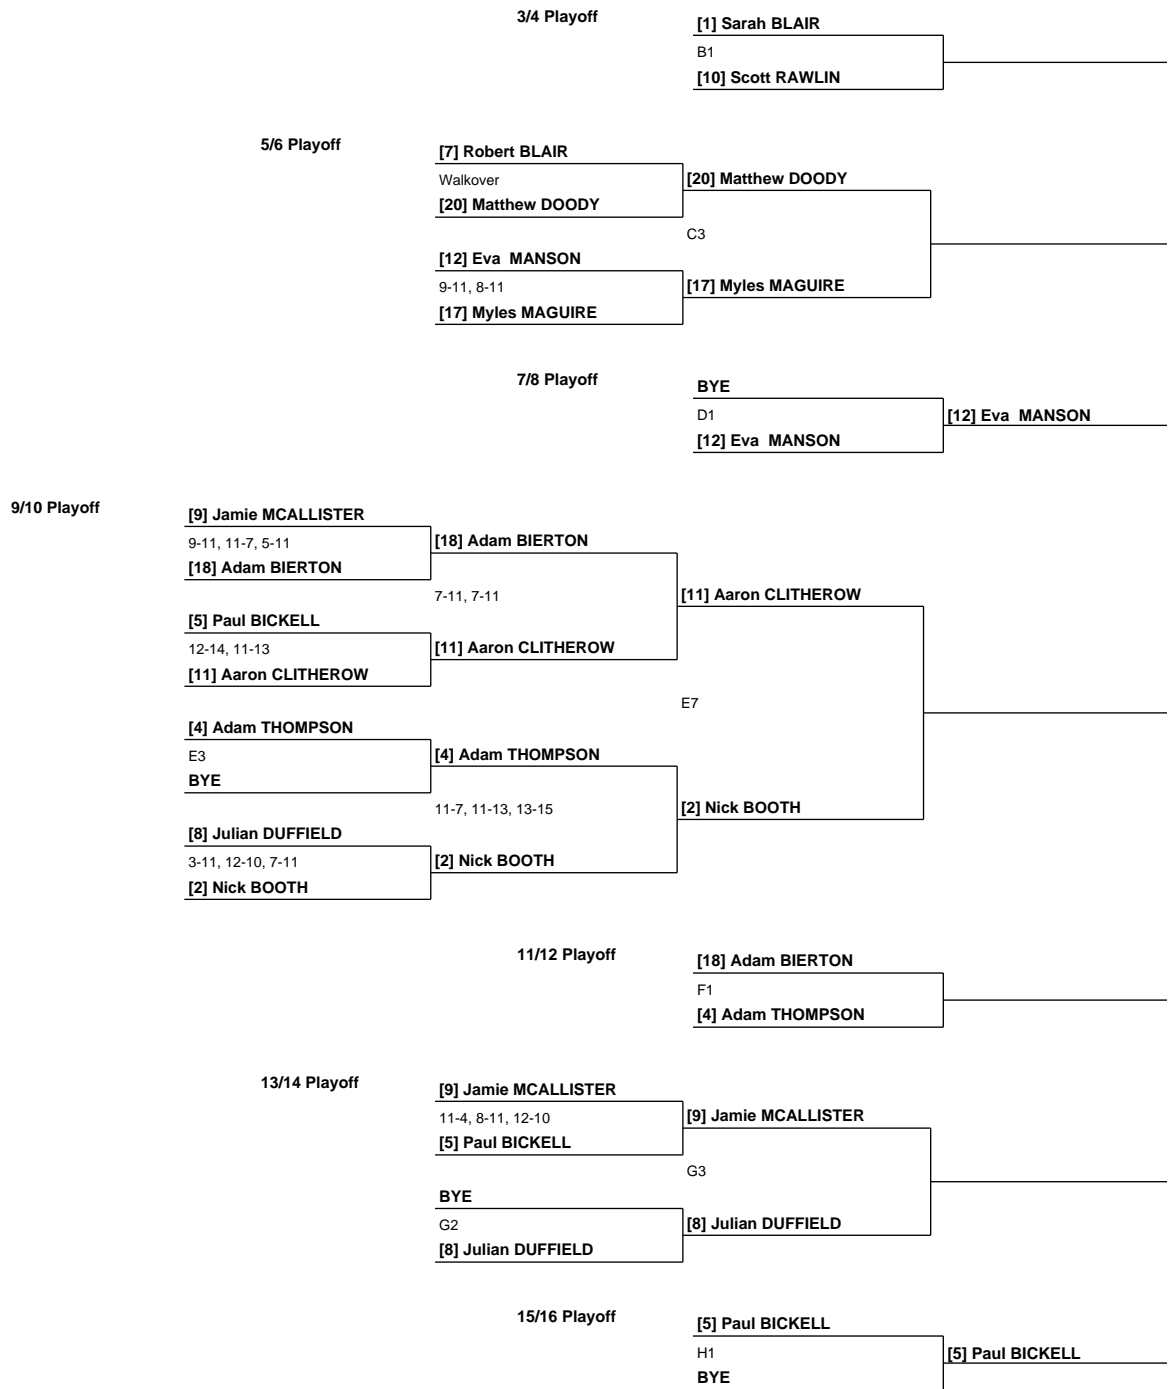 3/4 Playoff
[1] Sarah BLAIR
B1
[10] Scott RAWLIN
5/6 Playoff
[7] Robert BLAIR
Walkover
[20] Matthew DOODY
[20] Matthew DOODY
C3
[12] Eva  MANSON
9-11, 8-11
[17] Myles MAGUIRE
[17] Myles MAGUIRE
7/8 Playoff
BYE
D1
[12] Eva  MANSON
[12] Eva  MANSON
9/10 Playoff
[9] Jamie MCALLISTER
9-11, 11-7, 5-11
[18] Adam BIERTON
[18] Adam BIERTON
7-11, 7-11
[11] Aaron CLITHEROW
[5] Paul BICKELL
12-14, 11-13
[11] Aaron CLITHEROW
[11] Aaron CLITHEROW
E7
[4] Adam THOMPSON
E3
[4] Adam THOMPSON
BYE
11-7, 11-13, 13-15
[2] Nick BOOTH
[8] Julian DUFFIELD
3-11, 12-10, 7-11
[2] Nick BOOTH
[2] Nick BOOTH
11/12 Playoff
[18] Adam BIERTON
F1
[4] Adam THOMPSON
13/14 Playoff
[9] Jamie MCALLISTER
11-4, 8-11, 12-10
[9] Jamie MCALLISTER
[5] Paul BICKELL
G3
BYE
G2
[8] Julian DUFFIELD
[8] Julian DUFFIELD
15/16 Playoff
[5] Paul BICKELL
H1
[5] Paul BICKELL
BYE